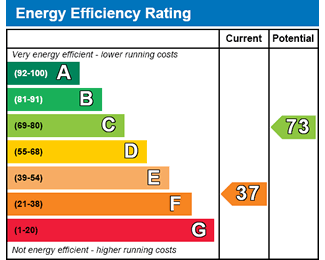 Energy Efficiency Rating
Current Potential
Very energy efficient - lower running costs
(92-100) A
(81-91) B
(69-80) C 73
(55-68) D
(39-54) E
(21-38) F 37
(1-20) G
Not energy efficient - higher running costs